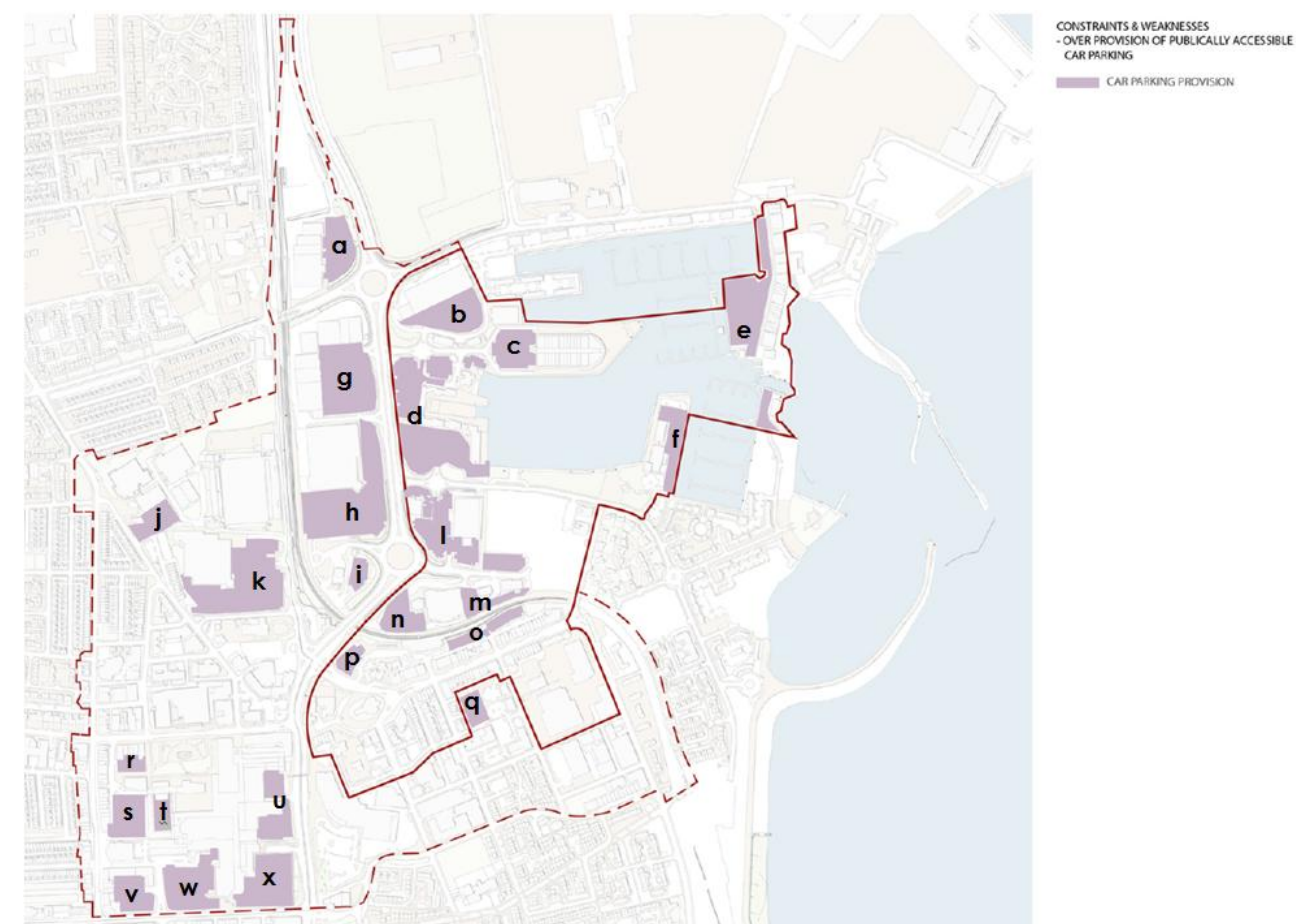 CONSTRAINTS & WEAKNESSES
- OVER PROVISION OF PUBLICALLY ACCESSIBLE
CAR PARKING
CAR PARKING PROVISION
a
b
c
e
g
d
f
h
j
l
i
k
m
n
o
p
q
r
u
s
t
w
x
v